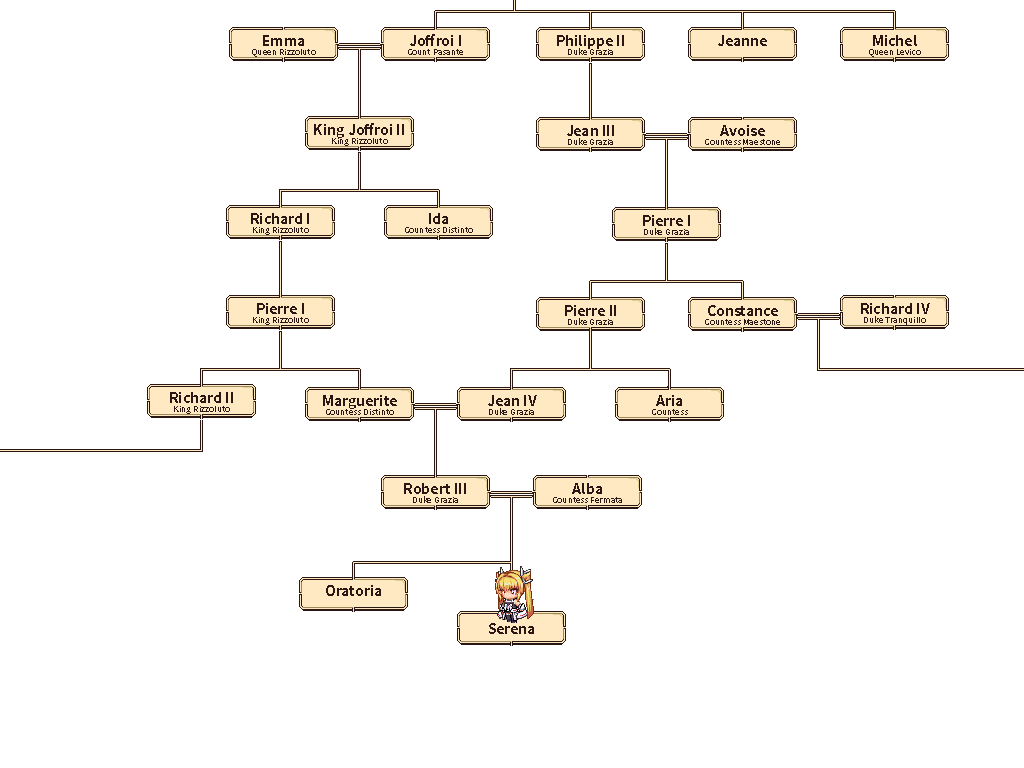 Emma
Queen Rizzoluto
Joffroi I
Count Pasante
Philippe II
Duke Grazia
Jeanne
Michel
Queen Levico
King Joffroi II
King Rizzoluto
Jean III
Duke Grazia
Avoise
Countess Maestone
Richard I
King Rizzoluto
Ida
Countess Distinto
Pierre I
Duke Grazia
Pierre I
King Rizzoluto
Pierre II
Duke Grazia
Constance
Countess Maestone
Richard IV
Duke Tranquillo
Richard II
King Rizzoluto
Marguerite
Countess Distinto
Jean IV
Duke Grazia
Aria
Countess
Robert III
Duke Grazia
Alba
Countess Fermata
Oratoria
Serena